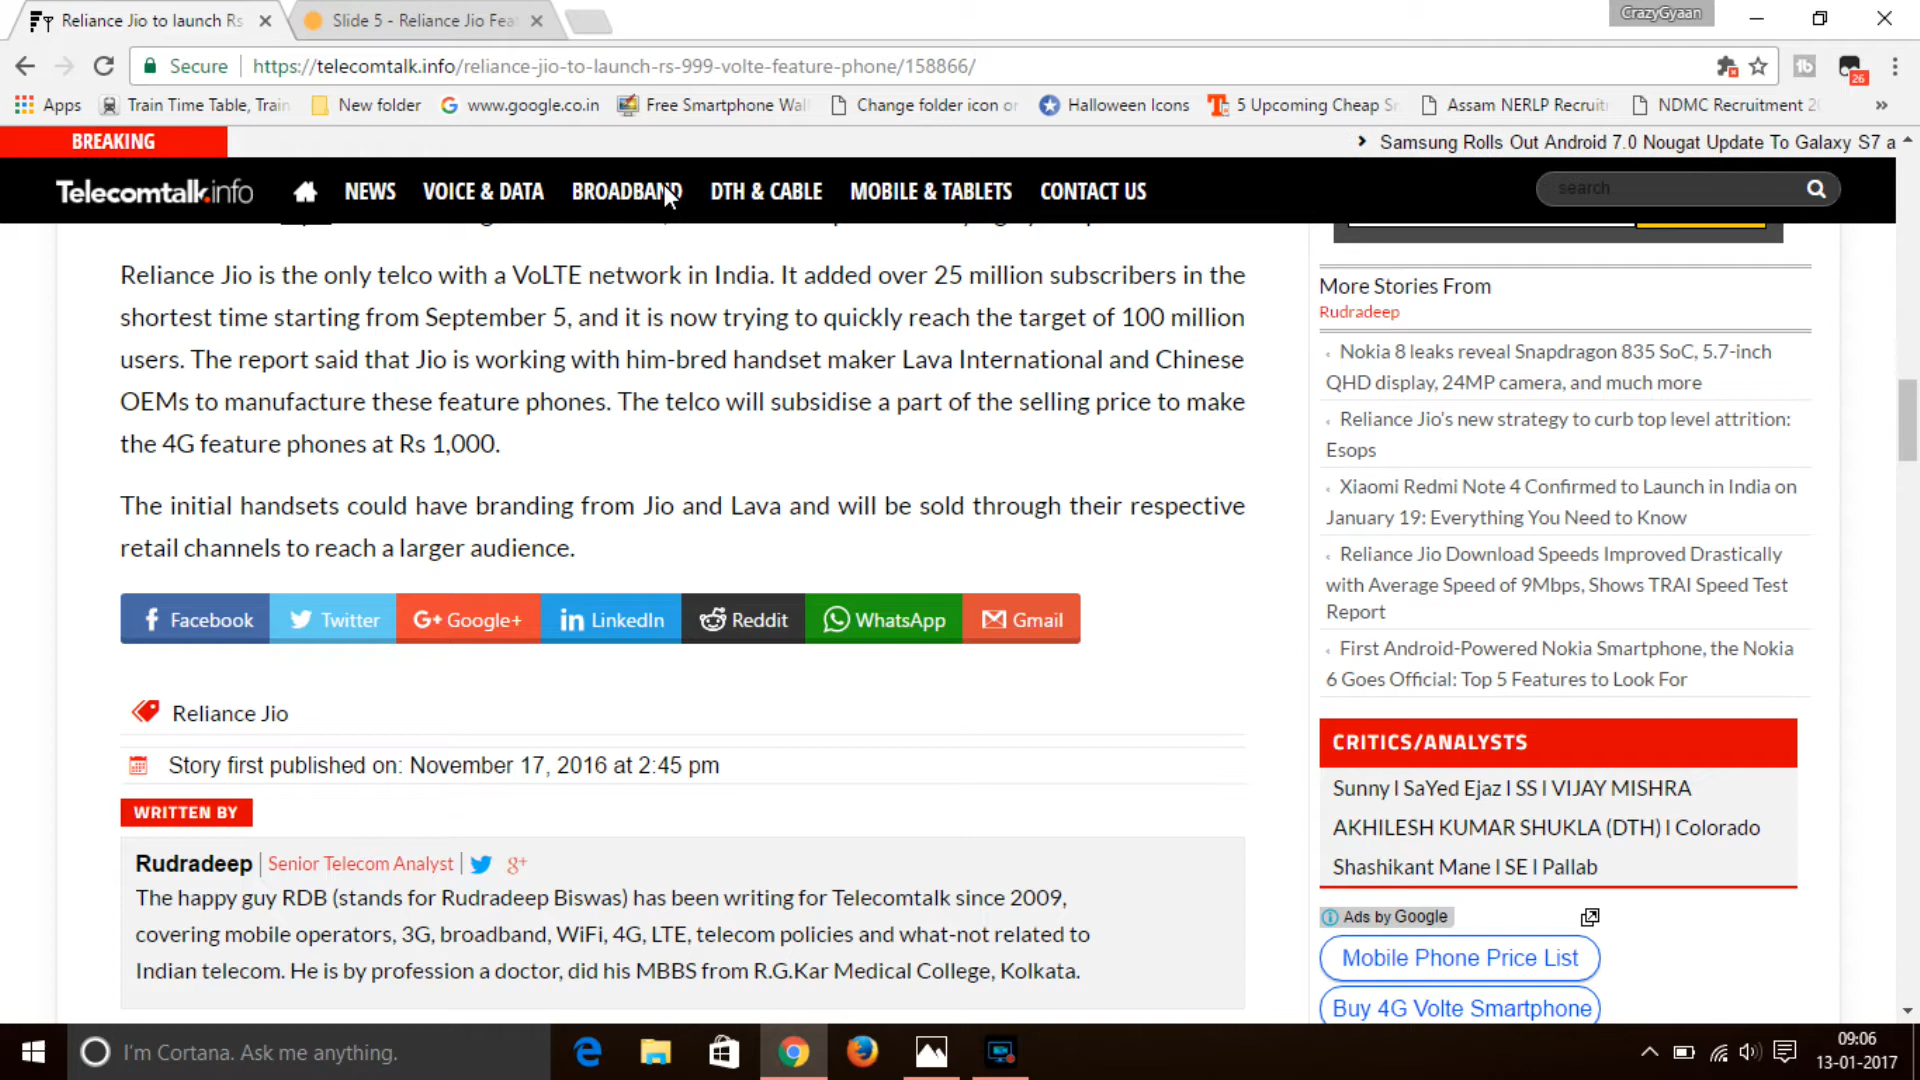 Reliance Jio to launch Rs
Slide 5 - Reliance Jio Fea
CrazyGyaan
Secure
https://telecomtalk.info/reliance-jio-to-launch-rs-999-volte-feature-phone/158866/
26
Apps
Train Time Table, Train
New folder
www.google.co.in
Free Smartphone Wal
Change folder icon or
Halloween Icons
5 Upcoming Cheap S
Assam NERLP Recruit
NDMC Recruitment 2
BREAKING
Samsung Rolls Out Android 7.0 Nougat Update To Galaxy S7 a
Telecomtalk.info
NEWS
VOICE & DATA
BROADBAND
DTH & CABLE
MOBILE & TABLETS
CONTACT US
search
Reliance Jio is the only telco with a VoLTE network in India. It added over 25 million subscribers in the
shortest time starting from September 5, and it is now trying to quickly reach the target of 100 million
users. The report said that Jio is working with him-bred handset maker Lava International and Chinese
OEMs to manufacture these feature phones. The telco will subsidise a part of the selling price to make
the 4G feature phones at Rs 1,000.
The initial handsets could have branding from Jio and Lava and will be sold through their respective
retail channels to reach a larger audience.
Facebook
Twitter
G+ Google+
in LinkedIn
Reddit
WhatsApp
Gmail
Reliance Jio
Story first published on: November 17, 2016 at 2:45 pm
WRITTEN BY
Rudradeep | Senior Telecom Analyst | g+
The happy guy RDB (stands for Rudradeep Biswas) has been writing for Telecomtalk since 2009,
covering mobile operators, 3G, broadband, WiFi, 4G, LTE, telecom policies and what-not related to
Indian telecom. He is by profession a doctor, did his MBBS from R.G.Kar Medical College, Kolkata.
More Stories From
Rudradeep
Nokia 8 leaks reveal Snapdragon 835 SoC, 5.7-inch
QHD display, 24MP camera, and much more
Reliance Jio's new strategy to curb top level attrition:
Esops
Xiaomi Redmi Note 4 Confirmed to Launch in India on
January 19: Everything You Need to Know
Reliance Jio Download Speeds Improved Drastically
with Average Speed of 9Mbps, Shows TRAI Speed Test
Report
First Android-Powered Nokia Smartphone, the Nokia
6 Goes Official: Top 5 Features to Look For
CRITICS/ANALYSTS
Sunny I SaYed Ejaz I SS I VIJAY MISHRA
AKHILESH KUMAR SHUKLA (DTH) I Colorado
Shashikant Mane I SE I Pallab
Ads by Google
Mobile Phone Price List
Buy 4G Volte Smartphone
I'm Cortana. Ask me anything.
09:06
13-01-2017